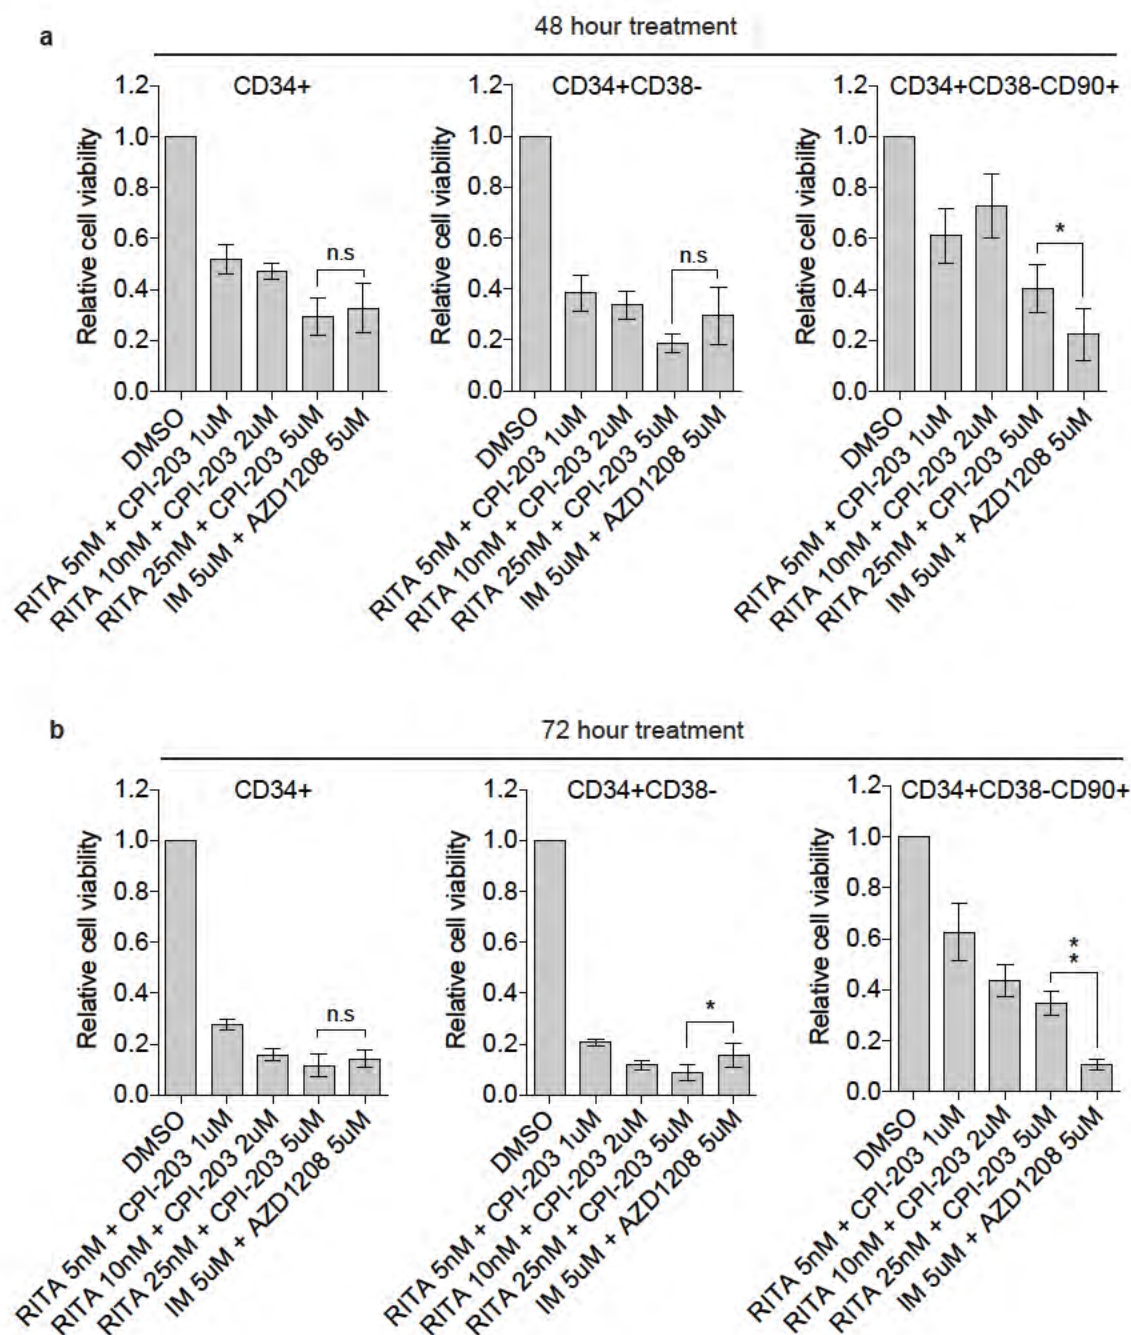 a
48 hour treatment
CD34+
Relative cell viability
1.2
1.0
0.8
0.6
0.4
0.2
0.0
n.s
DMSO
RITA 5nM + CPI-203 1uM
RITA 10nM + CPI-203 2uM
RITA 25nM + CPI-203 5uM
IM 5uM + AZD1208 5uM
CD34+CD38-
Relative cell viability
1.2
1.0
0.8
0.6
0.4
0.2
0.0
n.s
DMSO
RITA 5nM + CPI-203 1uM
RITA 10nM + CPI-203 2uM
RITA 25nM + CPI-203 5uM
IM 5uM + AZD1208 5uM
CD34+CD38-CD90+
Relative cell viability
1.2
1.0
0.8
0.6
0.4
0.2
0.0
*
DMSO
RITA 5nM + CPI-203 1uM
RITA 10nM + CPI-203 2uM
RITA 25nM + CPI-203 5uM
IM 5uM + AZD1208 5uM
b
72 hour treatment
CD34+
Relative cell viability
1.2
1.0
0.8
0.6
0.4
0.2
0.0
n.s
DMSO
RITA 5nM + CPI-203 1uM
RITA 10nM + CPI-203 2uM
RITA 25nM + CPI-203 5uM
IM 5uM + AZD1208 5uM
CD34+CD38-
Relative cell viability
1.2
1.0
0.8
0.6
0.4
0.2
0.0
*
DMSO
RITA 5nM + CPI-203 1uM
RITA 10nM + CPI-203 2uM
RITA 25nM + CPI-203 5uM
IM 5uM + AZD1208 5uM
CD34+CD38-CD90+
Relative cell viability
1.2
1.0
0.8
0.6
0.4
0.2
0.0
*
*
DMSO
RITA 5nM + CPI-203 1uM
RITA 10nM + CPI-203 2uM
RITA 25nM + CPI-203 5uM
IM 5uM + AZD1208 5uM